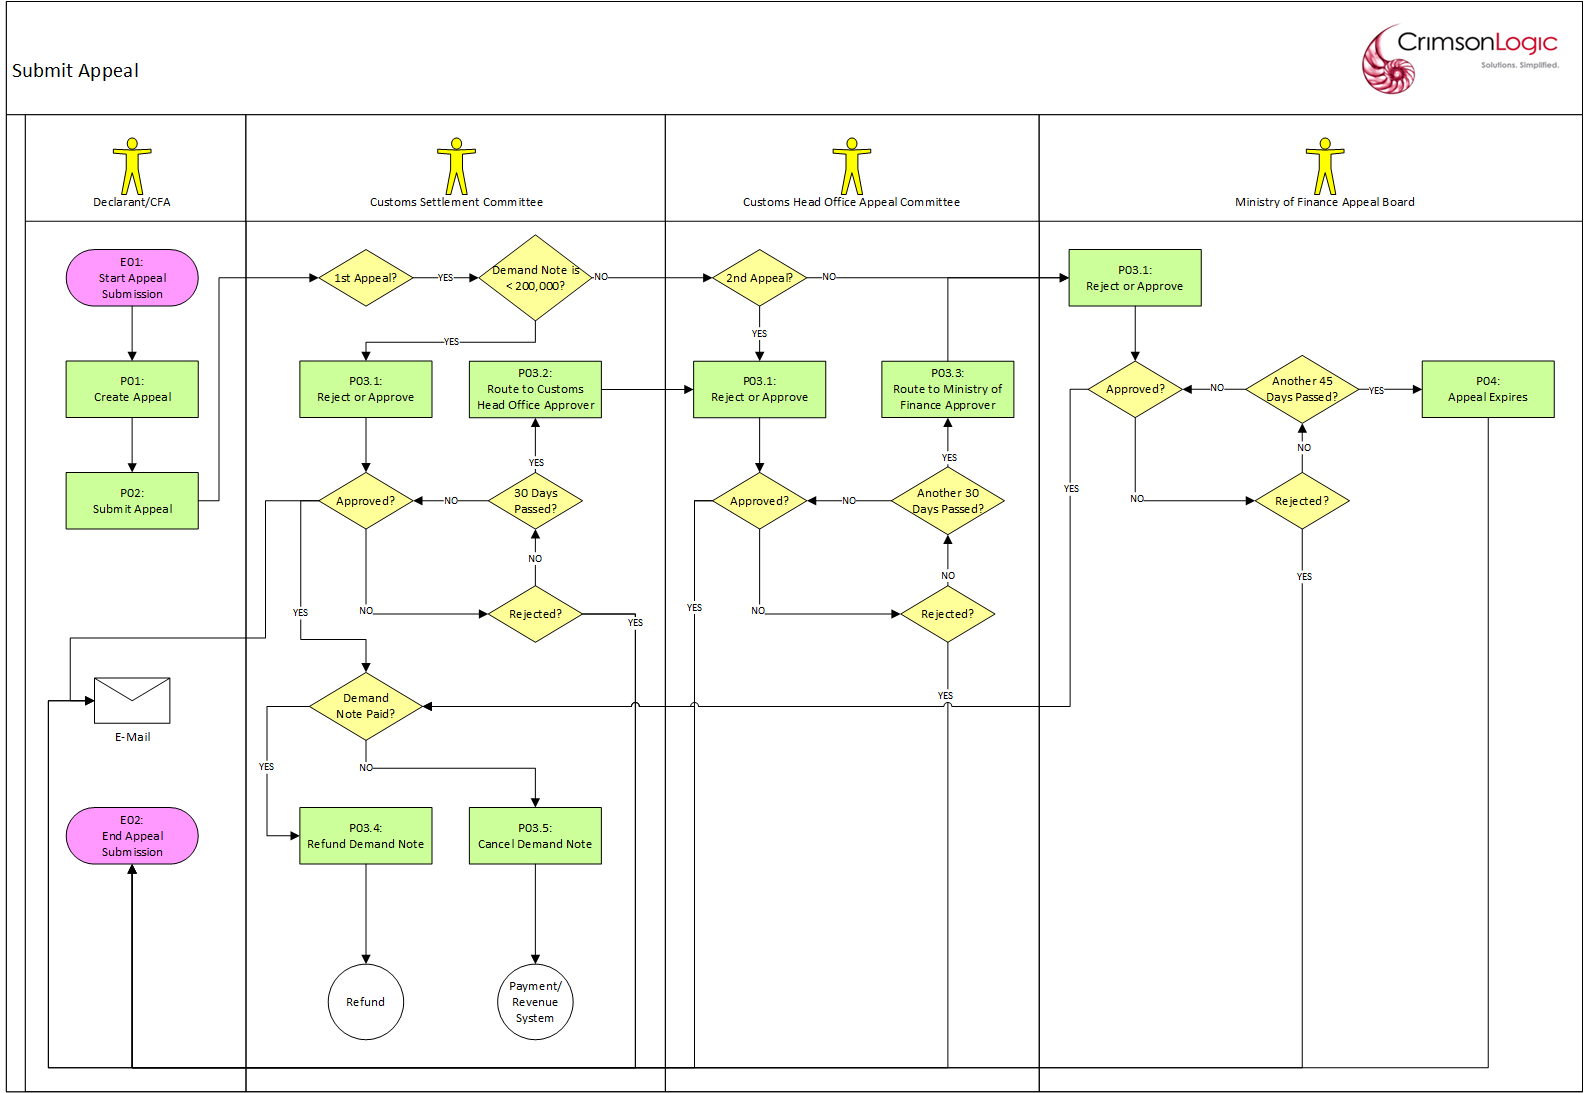 Submit Appeal
CrimsonLogic
Solutions. Simplified.
Declarant/CFA
Customs Settlement Committee
Customs Head Office Appeal Committee
Ministry of Finance Appeal Board
E01:
Start Appeal
Submission
P01:
Create Appeal
P02:
Submit Appeal
E-Mail
E02:
End Appeal
Submission
1st Appeal?
YES
Demand Note is
< 200,000?
NO
YES
P03.1:
Reject or Approve
P03.2:
Route to Customs
Head Office Approver
YES
Approved?
NO
30 Days
Passed?
NO
YES
NO
Rejected?
YES
Demand
Note Paid?
YES
NO
P03.4:
Refund Demand Note
P03.5:
Cancel Demand Note
Refund
Payment/
Revenue
System
2nd Appeal?
NO
YES
P03.1:
Reject or Approve
P03.3:
Route to Ministry of
Finance Approver
YES
Approved?
NO
Another 30
Days Passed?
NO
YES
NO
Rejected?
YES
P03.1:
Reject or Approve
Approved?
NO
Another 45
Days Passed?
YES
P04:
Appeal Expires
NO
YES
NO
Rejected?
YES